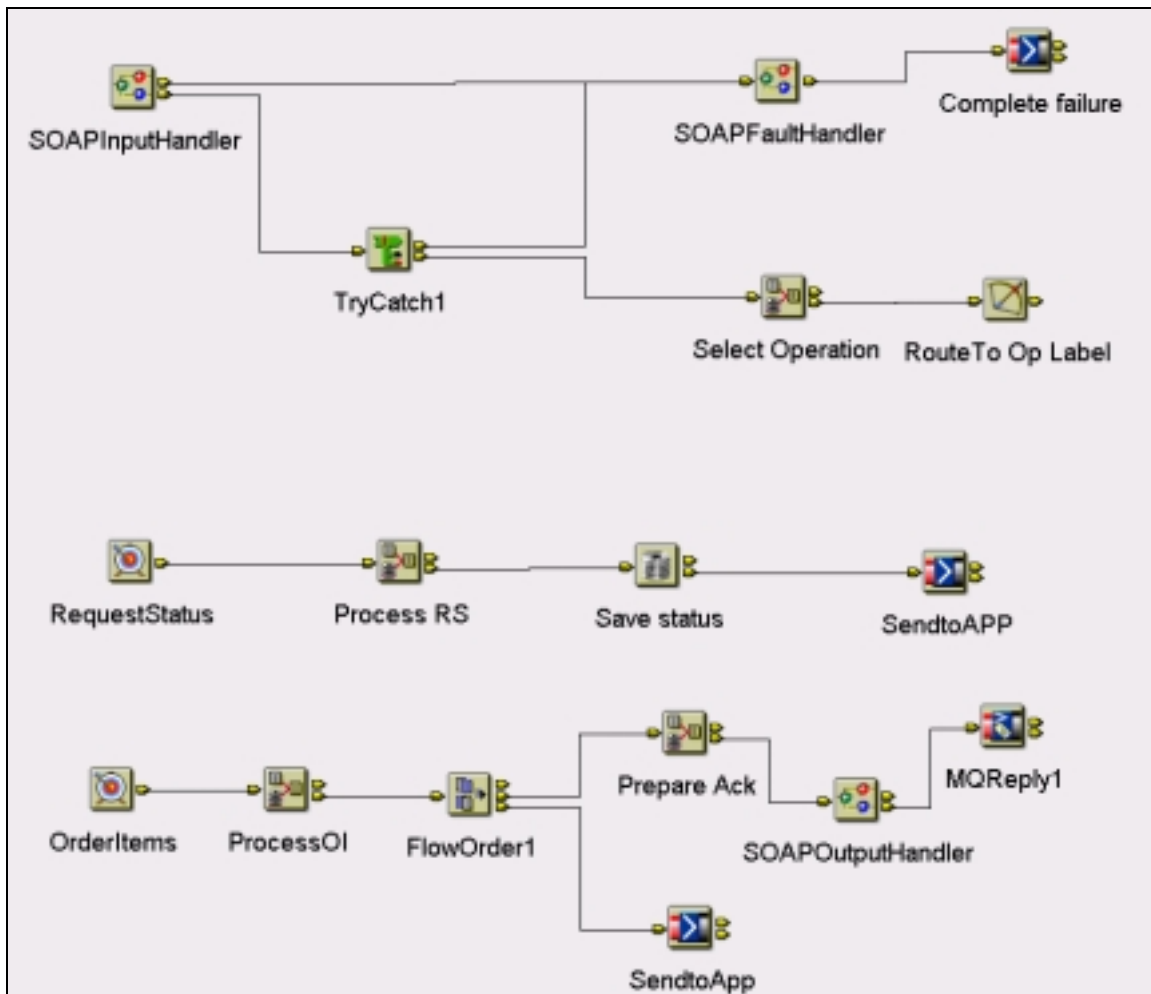 Complete failure
SOAPInputHandler
SOAPFaultHandler
TryCatch1
Select Operation
RouteTo Op Label
RequestStatus
Process RS
Save status
SendtoAPP
Prepare Ack
MQReply1
OrderItems
ProcessOI
FlowOrder1
SOAPOutputHandler
SendtoApp